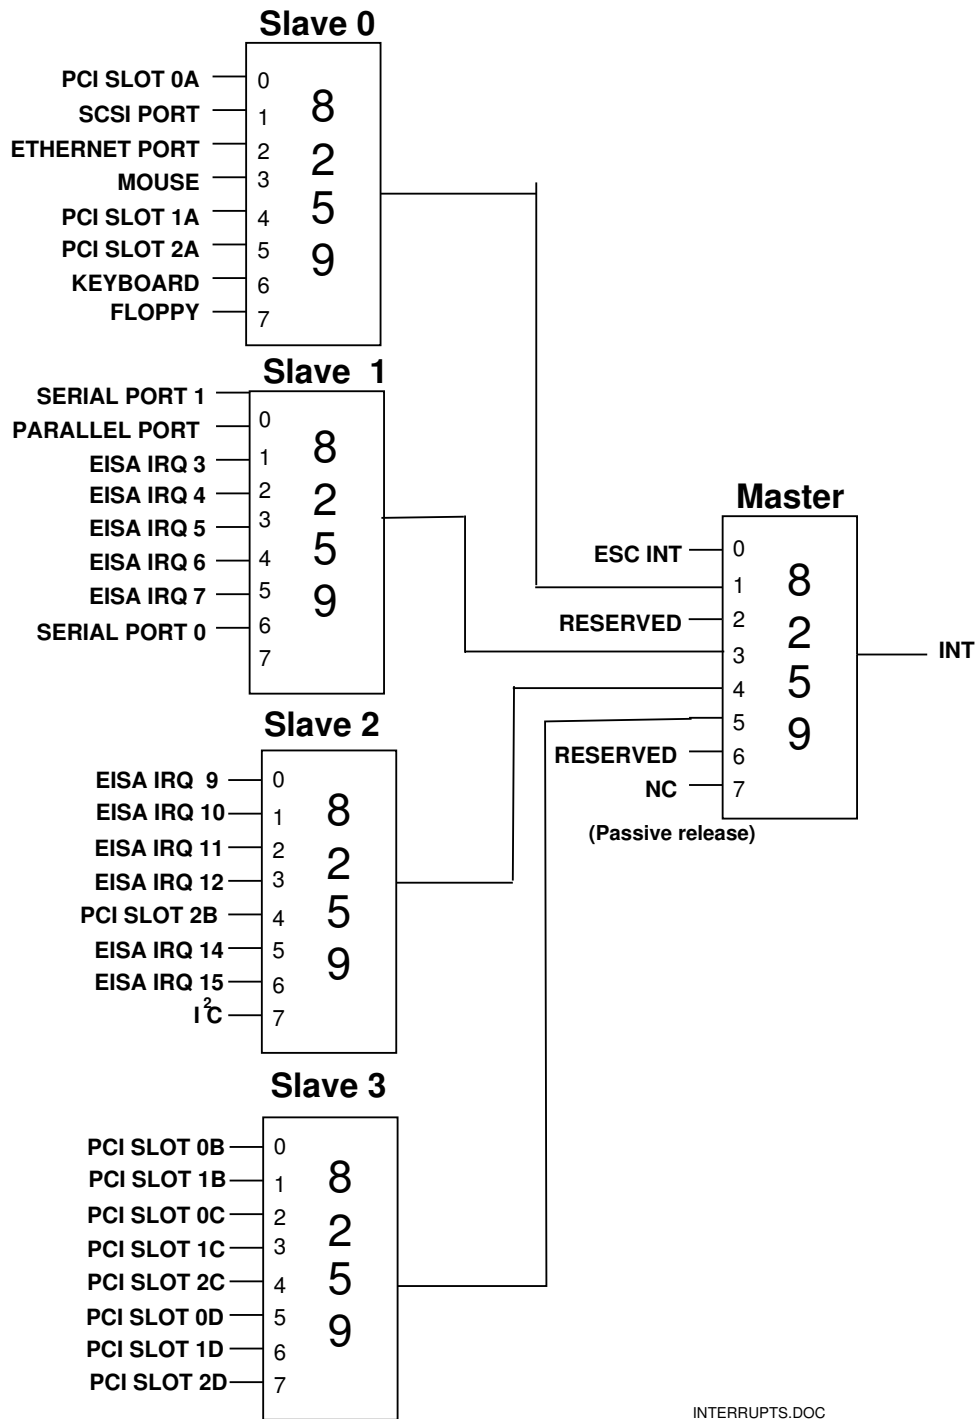 Slave 0
PCI SLOT 0A 0
SCSI PORT 1
ETHERNET PORT 2
MOUSE 3
PCI SLOT 1A 4
PCI SLOT 2A 5
KEYBOARD 6
FLOPPY 7
8
2
5
9
Slave 1
SERIAL PORT 1
PARALLEL PORT 0
EISA IRQ 3 1
EISA IRQ 4 2
EISA IRQ 5 3
EISA IRQ 6 4
EISA IRQ 7 5
SERIAL PORT 0 6
7
8
2
5
9
Master
ESC INT 0
1
RESERVED 2
3
4
5
RESERVED 6
NC 7
(Passive release)
8
2
5
9
INT
Slave 2
EISA IRQ 9 0
EISA IRQ 10 1
EISA IRQ 11 2
EISA IRQ 12 3
PCI SLOT 2B 4
EISA IRQ 14 5
EISA IRQ 15 6
I²C 7
8
2
5
9
Slave 3
PCI SLOT 0B 0
PCI SLOT 1B 1
PCI SLOT 0C 2
PCI SLOT 1C 3
PCI SLOT 2C 4
PCI SLOT 0D 5
PCI SLOT 1D 6
PCI SLOT 2D 7
8
2
5
9
INTERRUPTS.DOC